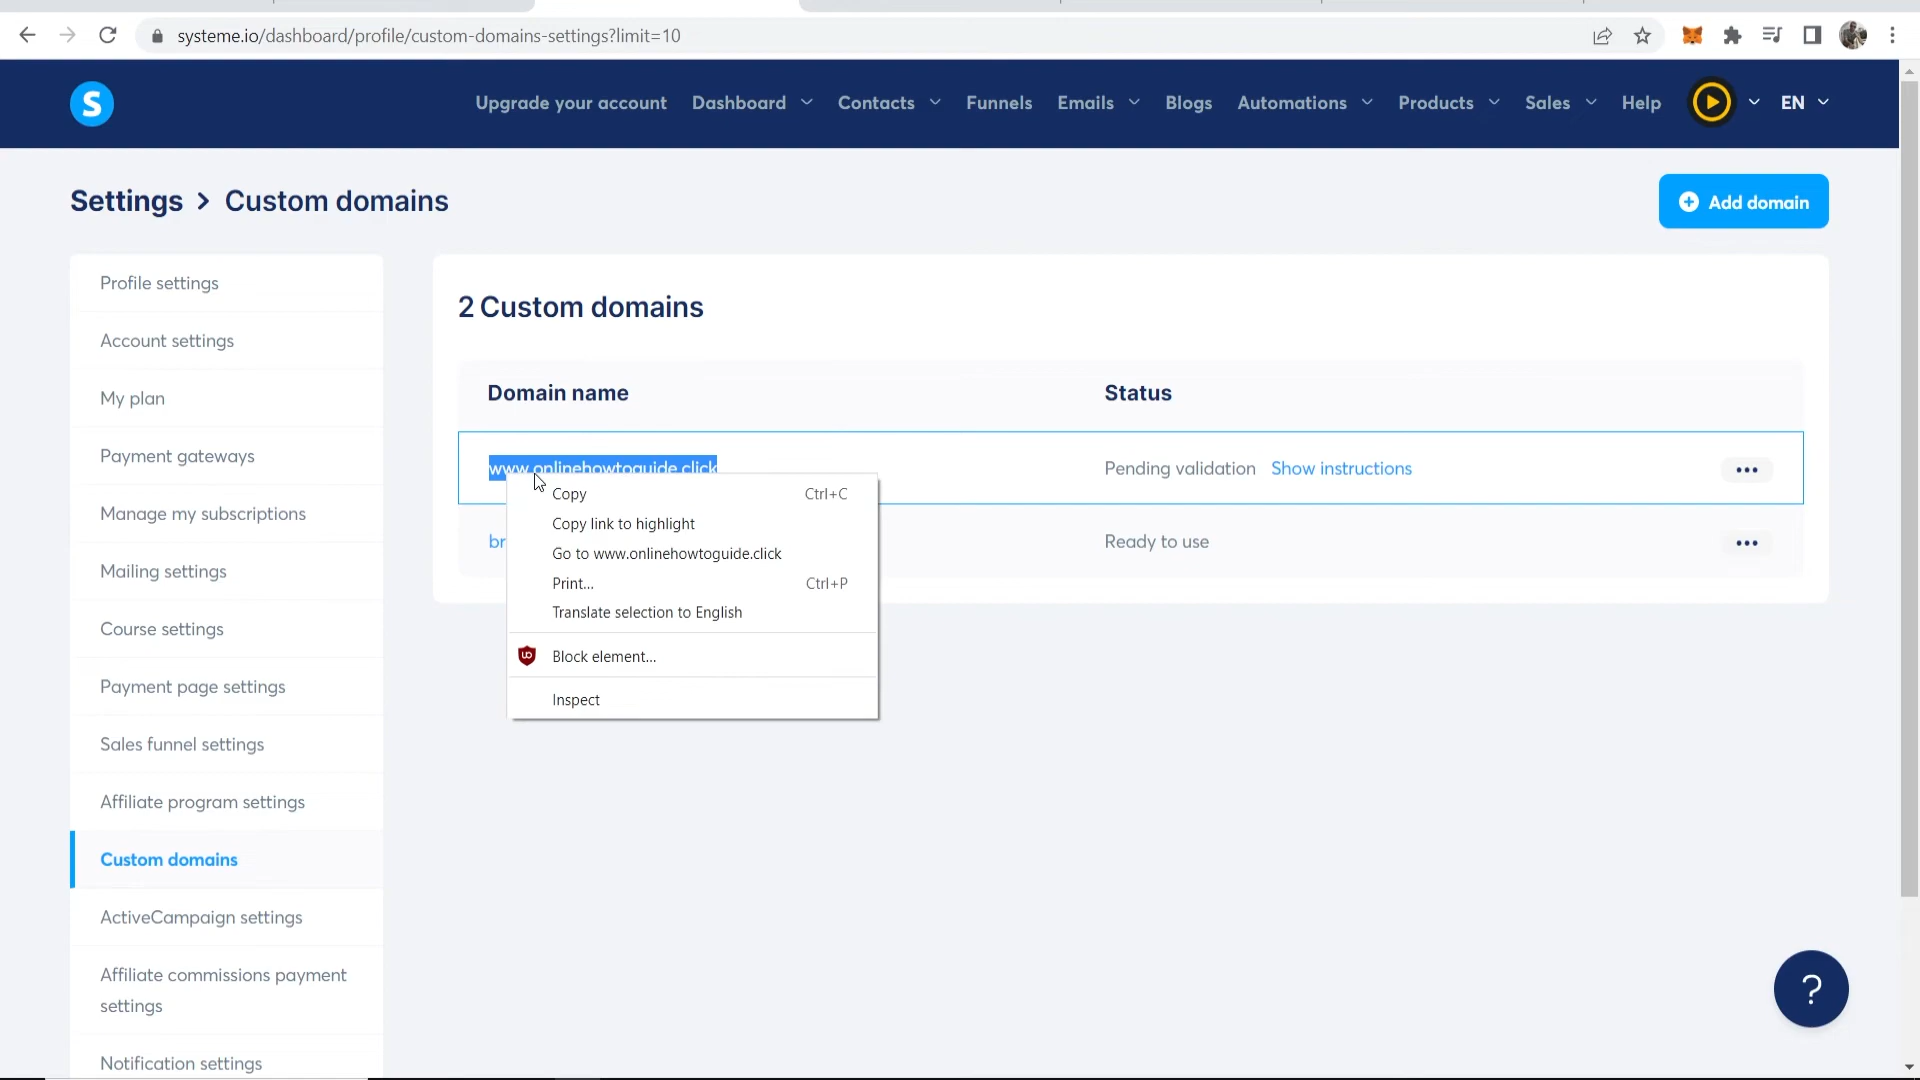 systeme.io/dashboard/profile/custom-domains-settings?limit=10
S
Upgrade your account
Dashboard
Contacts
Funnels
Emails
Blogs
Automations
Products
Sales
Help
EN
Settings > Custom domains
Add domain
Profile settings
Account settings
My plan
Payment gateways
Manage my subscriptions
Mailing settings
Course settings
Payment page settings
Sales funnel settings
Affiliate program settings
Custom domains
ActiveCampaign settings
Affiliate commissions payment
settings
Notification settings
2 Custom domains
Domain name
Status
www.onlinehowtoguide.click
Pending validation
Show instructions
br
Ready to use
Copy
Ctrl+C
Copy link to highlight
Go to www.onlinehowtoguide.click
Print...
Ctrl+P
Translate selection to English
Block element...
Inspect
?